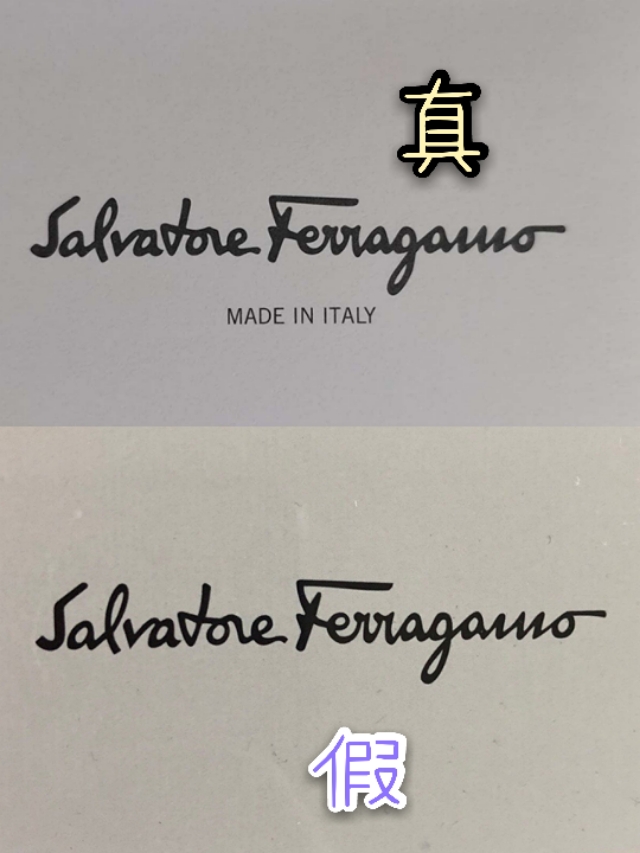 真
Salvatore Ferragamo
MADE IN ITALY
Salvatore Ferragamo
假